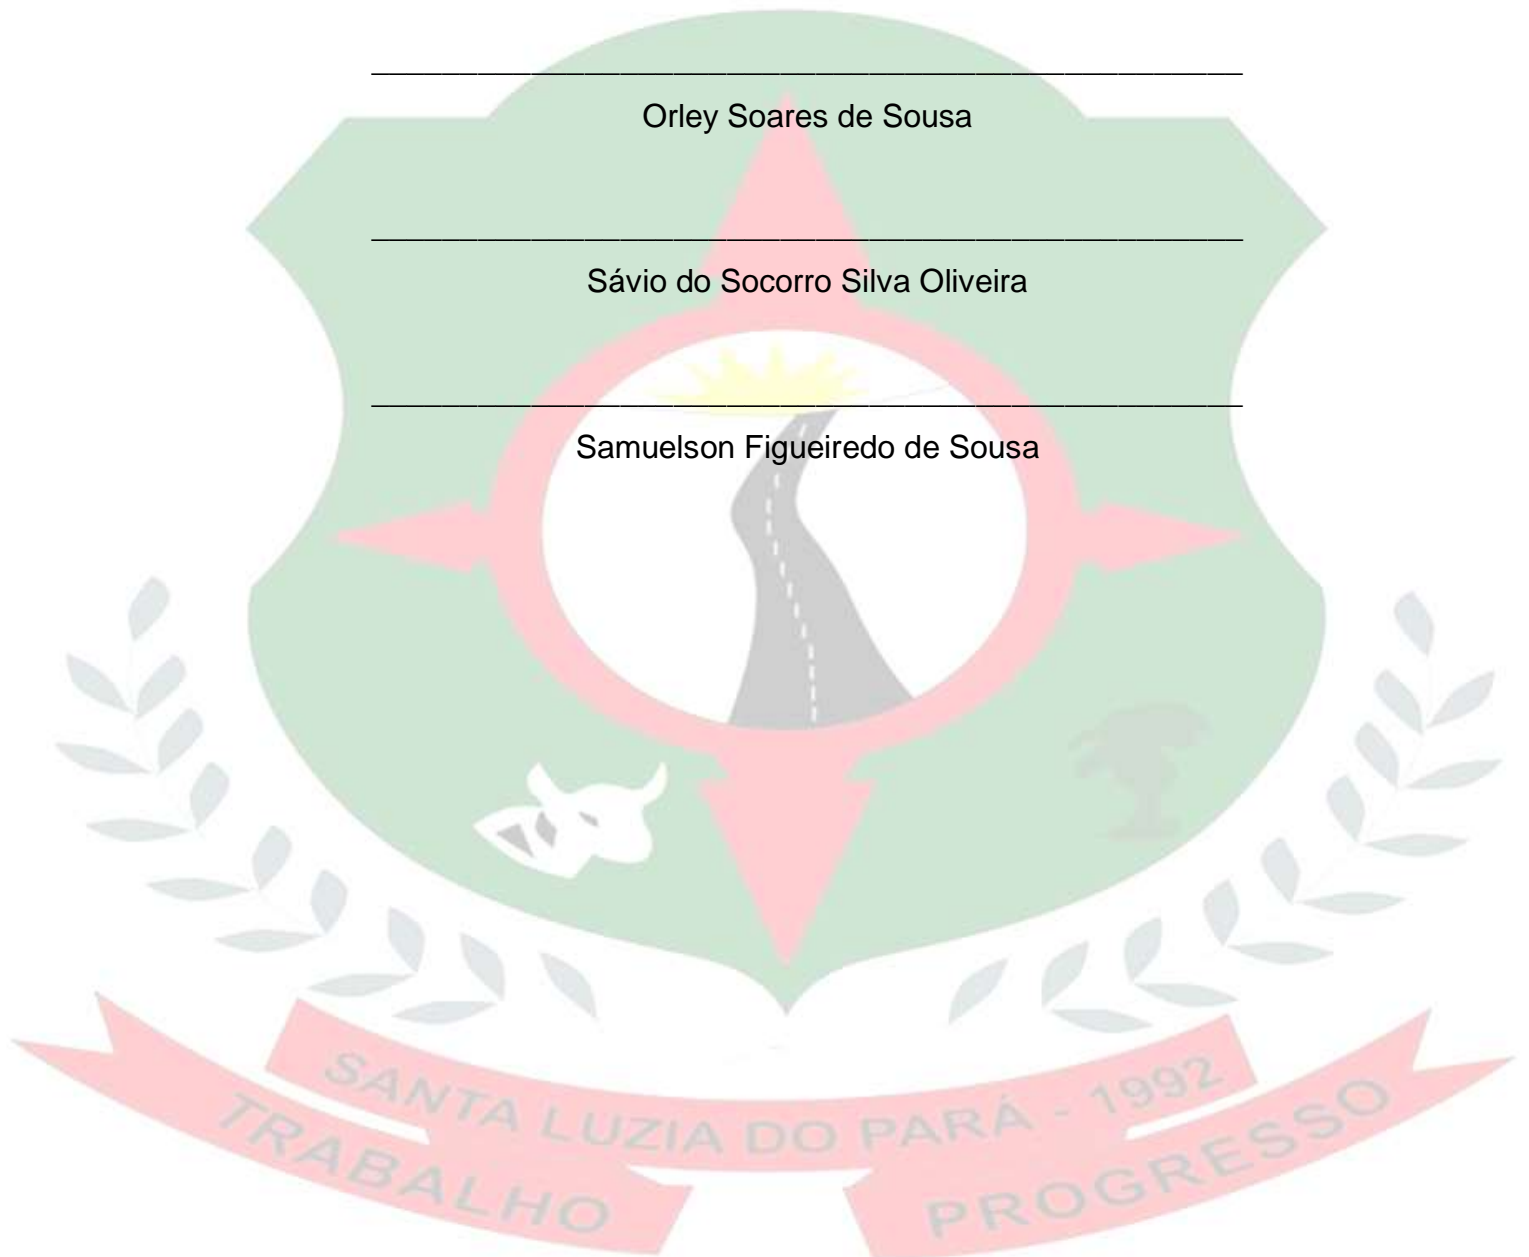 Orley Soares de Sousa
Sávio do Socorro Silva Oliveira
Samuelson Figueiredo de Sousa
SANTA LUZIA DO PARÁ - 1992
TRABALHO PROGRESSO